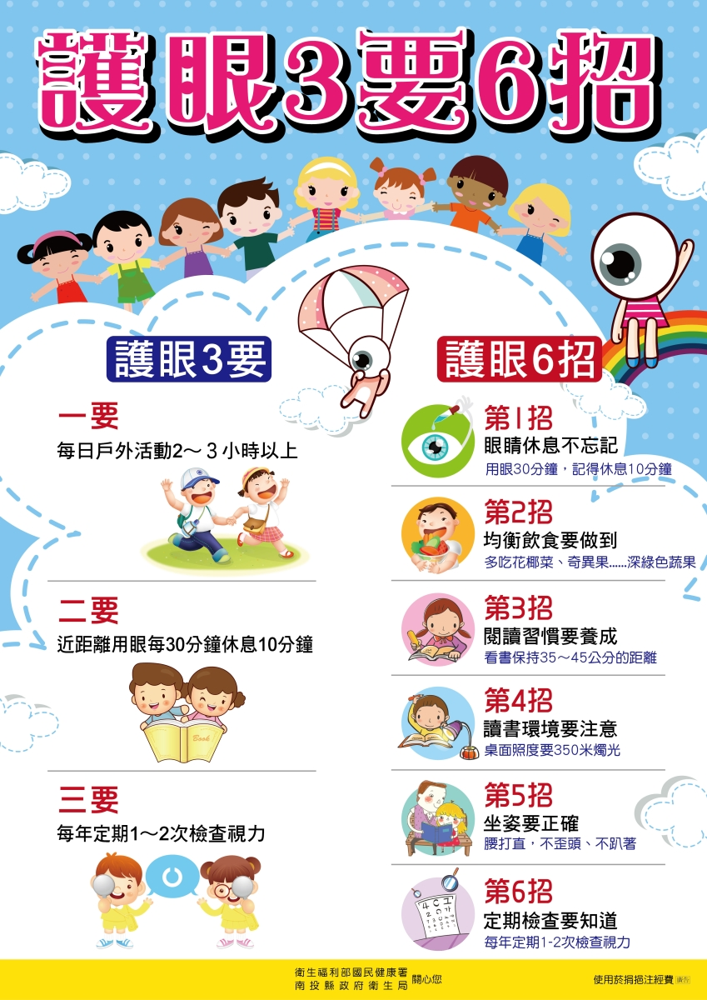 護眼3要6招
護眼3要
一要
每日戶外活動2～3小時以上
二要
近距離用眼每30分鐘休息10分鐘
Book
三要
每年定期1～2次檢查視力
護眼6招
第1招
眼睛休息不忘記
用眼30分鐘，記得休息10分鐘
第2招
均衡飲食要做到
多吃花椰菜、奇異果......深綠色蔬果
第3招
閱讀習慣要養成
看書保持35～45公分的距離
第4招
讀書環境要注意
桌面照度要350米燭光
第5招
坐姿要正確
腰打直，不歪頭、不趴著
第6招
定期檢查要知道
每年定期1-2次檢查視力
衛生福利部國民健康署
南投縣政府衛生局
關心您
使用菸捐挹注經費 廣告